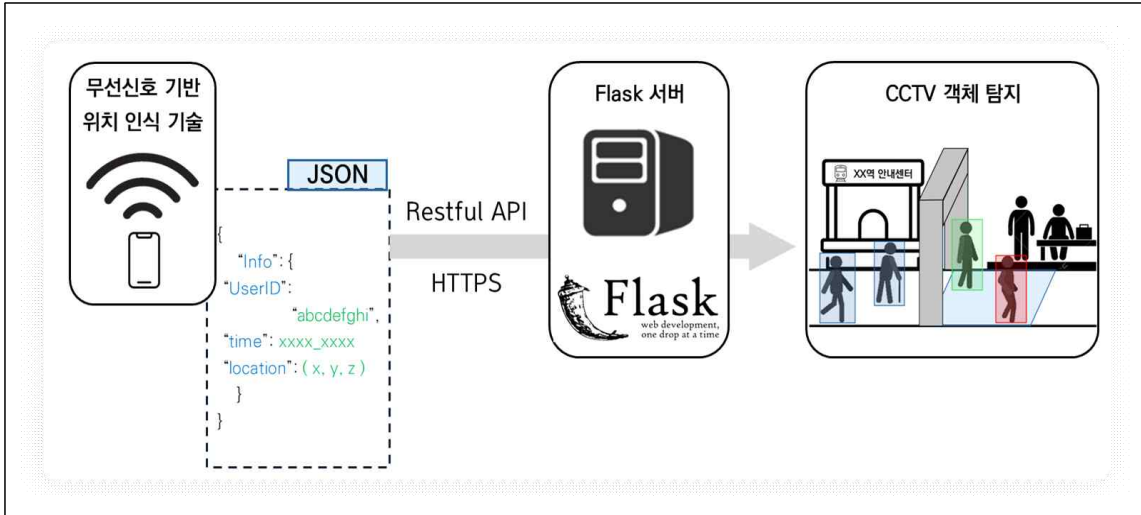 무선신호 기반
위치 인식 기술
JSON
{
“Info”: {
“UserID”:
“abcdefghi”,
“time”: xxxx_xxxx
“location”: ( x, y, z )
}
}
Restful API
HTTPS
Flask 서버
Flask
web development,
one drop at a time
CCTV 객체 탐지
XX역 안내센터